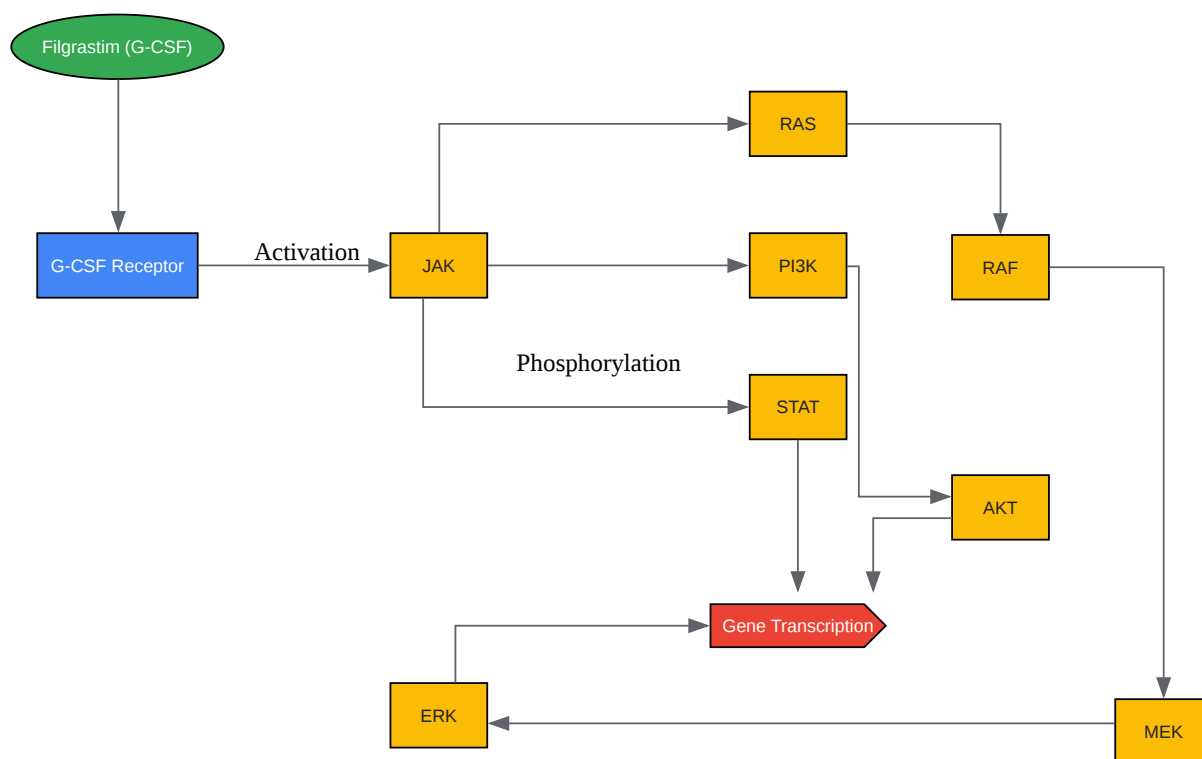 Filgrastim (G-CSF)
RAS
Activation
G-CSF Receptor
JAK
PI3K
RAF
Phosphorylation
STAT
AKT
Gene Transcription
ERK
MEK